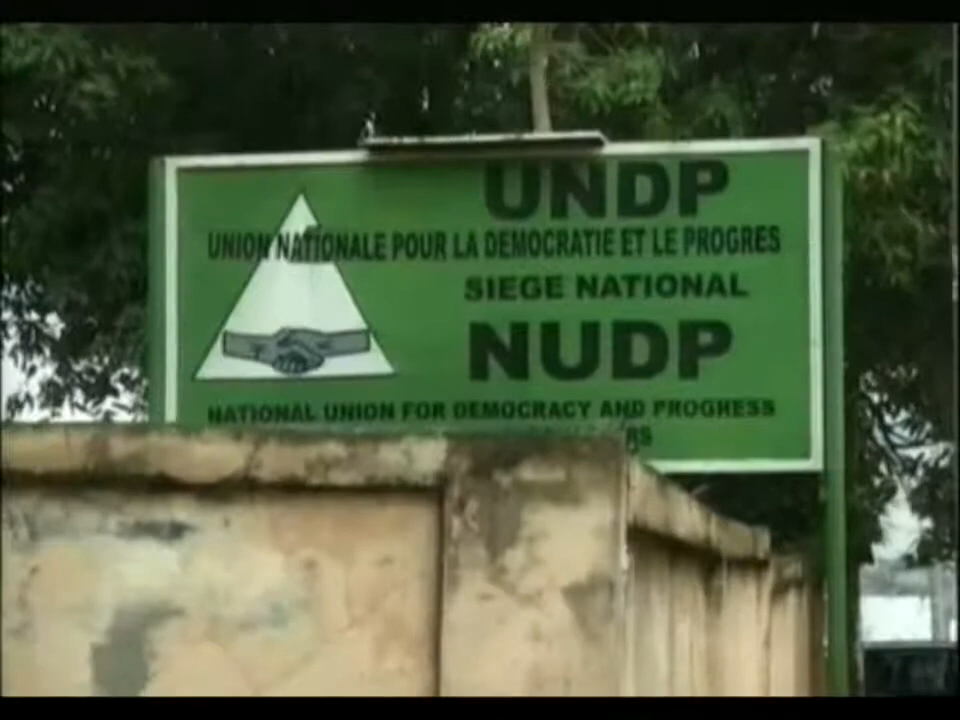 UNDP
UNION NATIONALE POUR LA DEMOCRATIE ET LE PROGRES
SIEGE NATIONAL
NUDP
NATIONAL UNION FOR DEMOCRACY AND PROGRESS